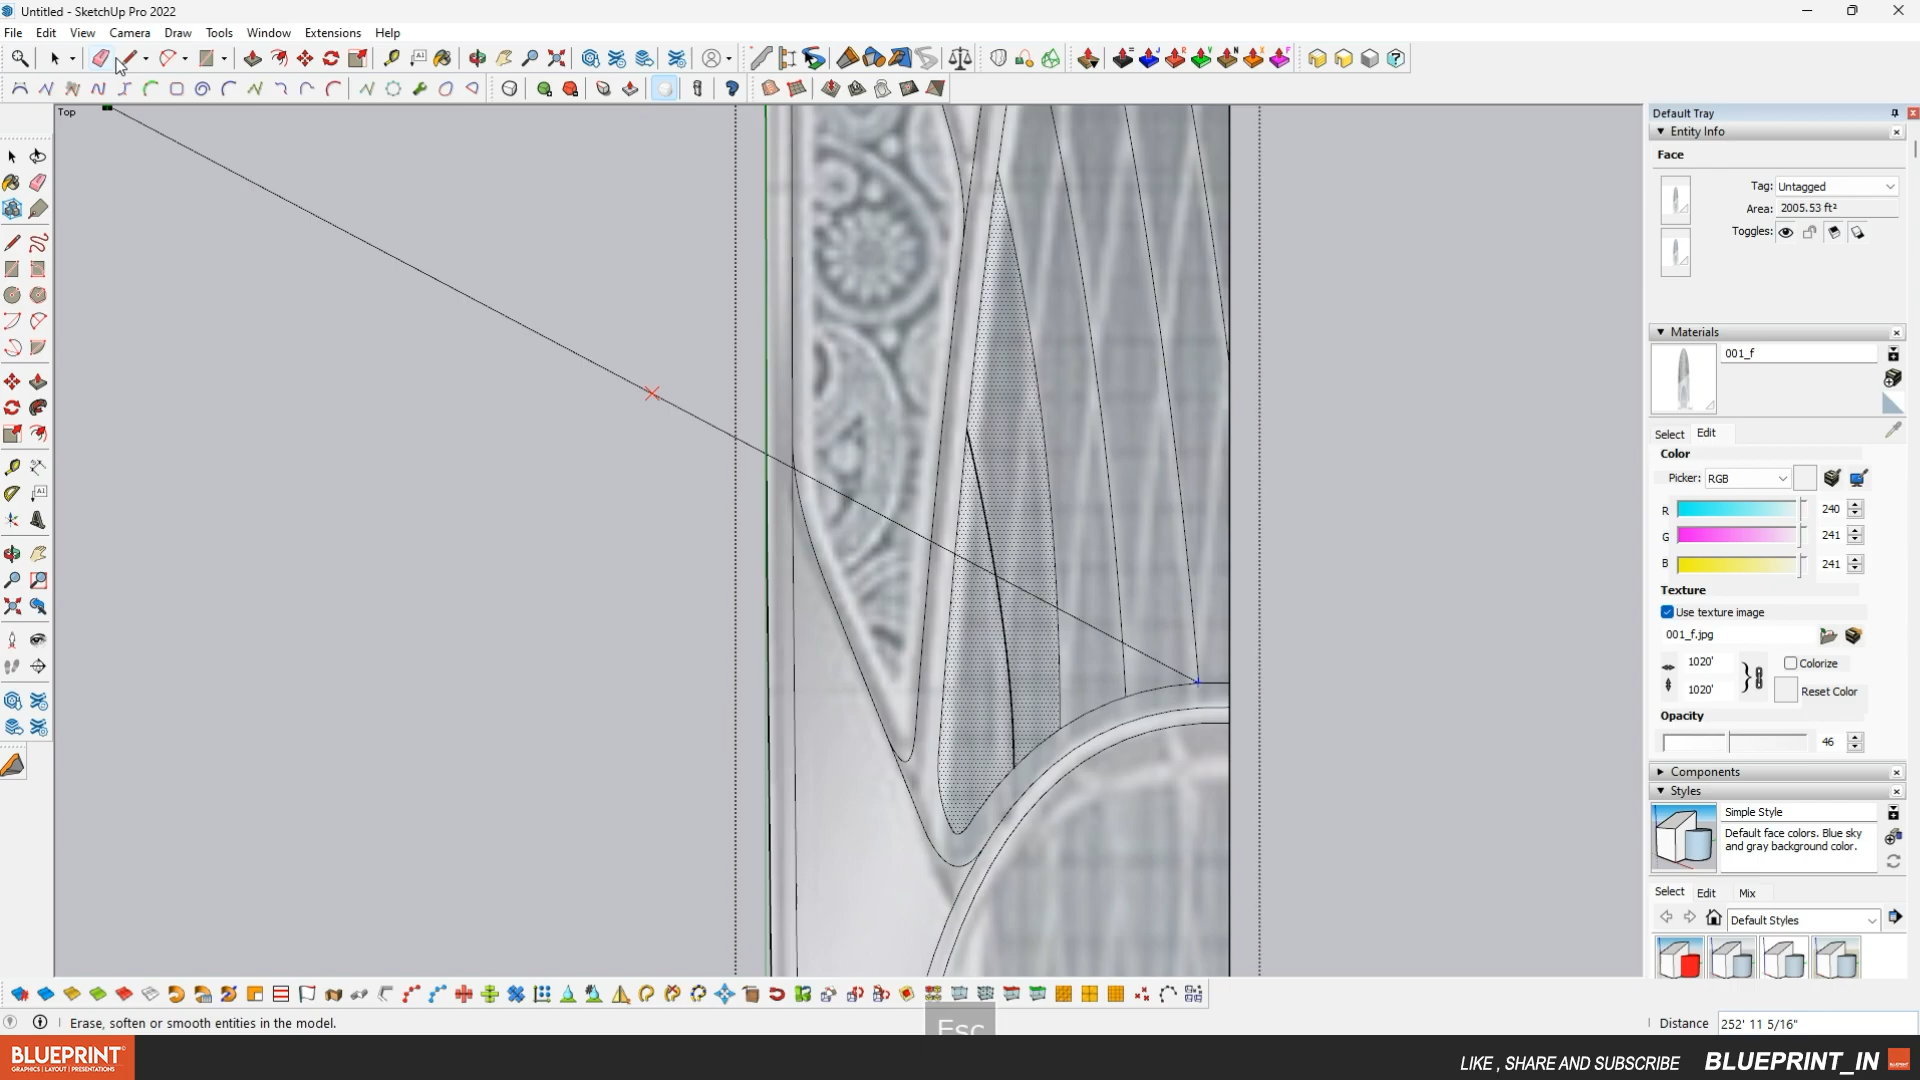 Untitled - SketchUp Pro 2022
File Edit View Camera Draw Tools Window Extensions Help
Top
Default Tray
Entity Info
Face
Tag: Untagged
Area: 2005.53 ft²
Toggles:
Materials
001_f
Select Edit
Color
Picker: RGB
R 240
G 241
B 241
Texture
Use texture image
001_f.jpg
1020'
1020'
Colorize
Reset Color
Opacity
46
Components
Styles
Simple Style
Default face colors. Blue sky
and gray background color.
Select Edit Mix
Default Styles
Erase, soften or smooth entities in the model.
Esc
Distance 252' 11 5/16"
BLUEPRINT
GRAPHICS | LAYOUT | PRESENTATIONS
LIKE , SHARE AND SUBSCRIBE BLUEPRINT_IN